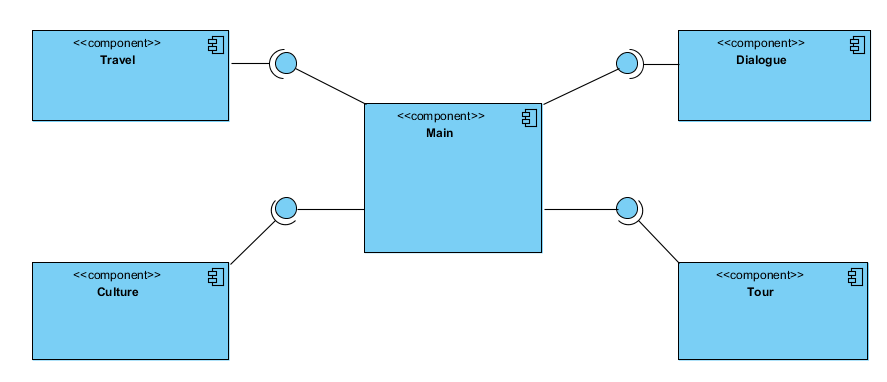 <<component>>
Travel
<<component>>
Dialogue
<<component>>
Main
<<component>>
Culture
<<component>>
Tour